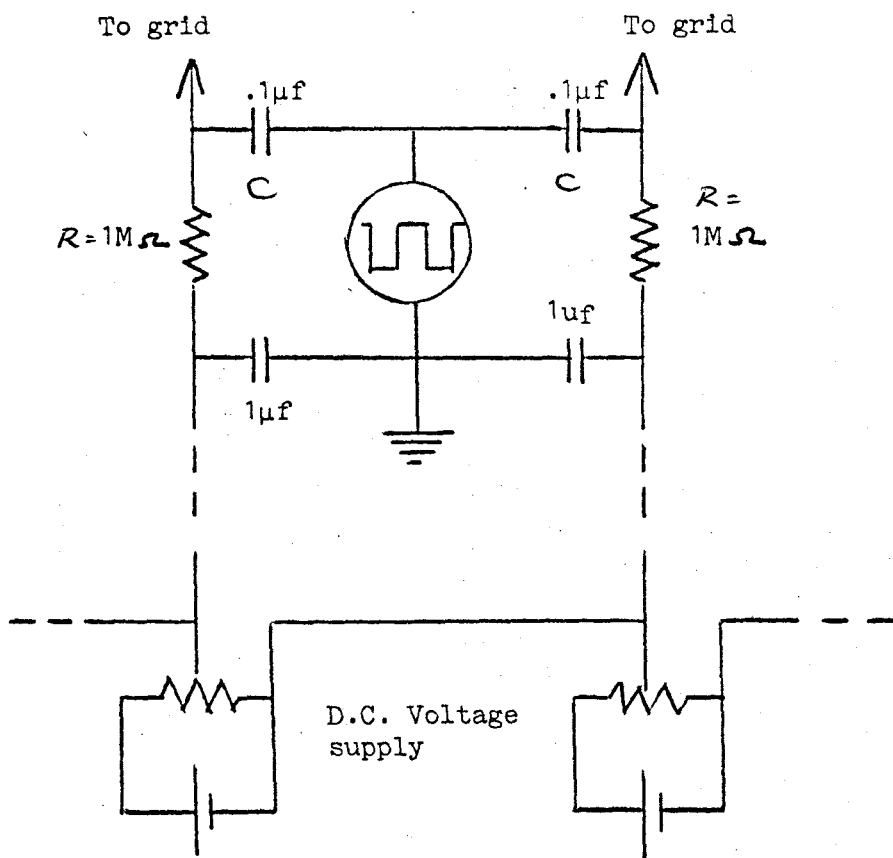 To grid
To grid
.1μf
.1μf
C
C
R = 1MΩ
R =
1MΩ
1uf
1μf
D.C. Voltage
supply